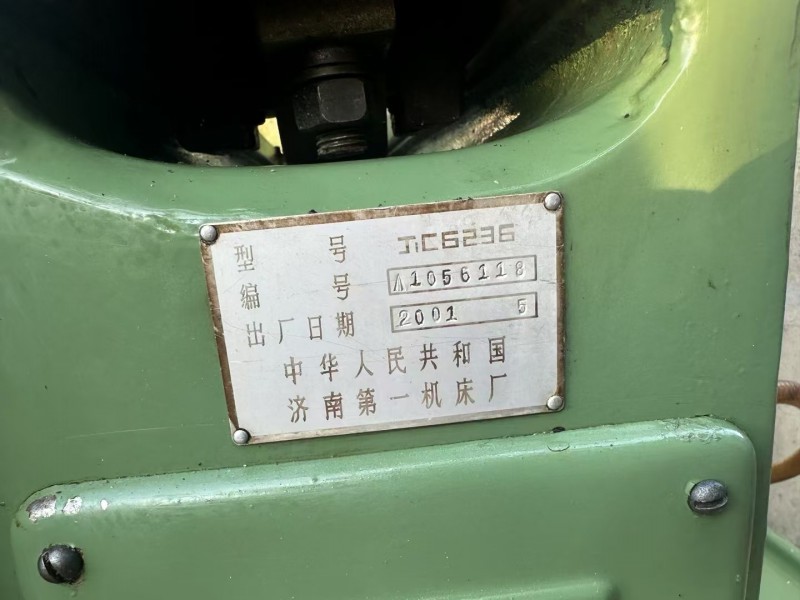 型 号 JiC6236
编 号 A1056118
出厂日期 2001 5
中华人民共和国
济南第一机床厂